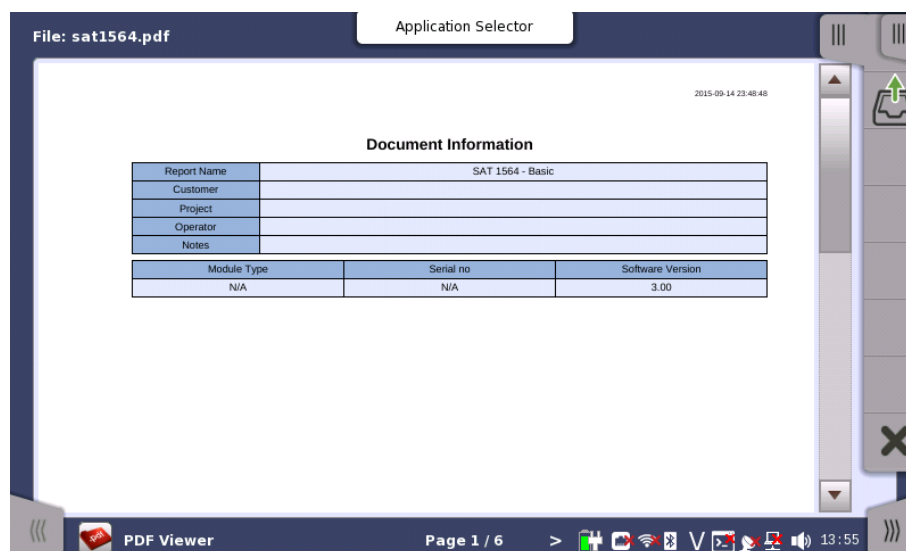 Application Selector
File: sat1564.pdf
2015-09-14 23:48:48
Document Information
Report Name SAT 1564 - Basic
Customer
Project
Operator
Notes
Module Type Serial no Software Version
N/A N/A 3.00
PDF Viewer Page 1 / 6 > 13:55